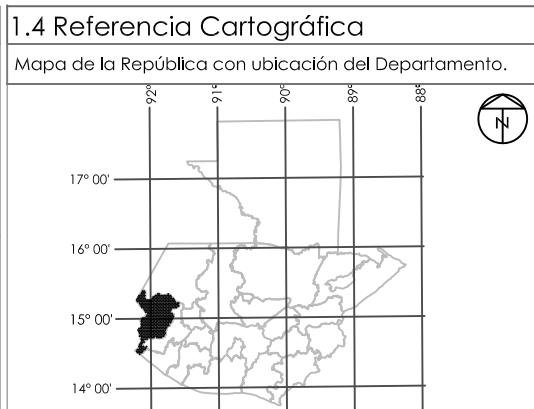 1.4 Referencia Cartográfica
Mapa de la República con ubicación del Departamento.
92° 91° 90° 89° 88°
N
17° 00'
16° 00'
15° 00'
14° 00'